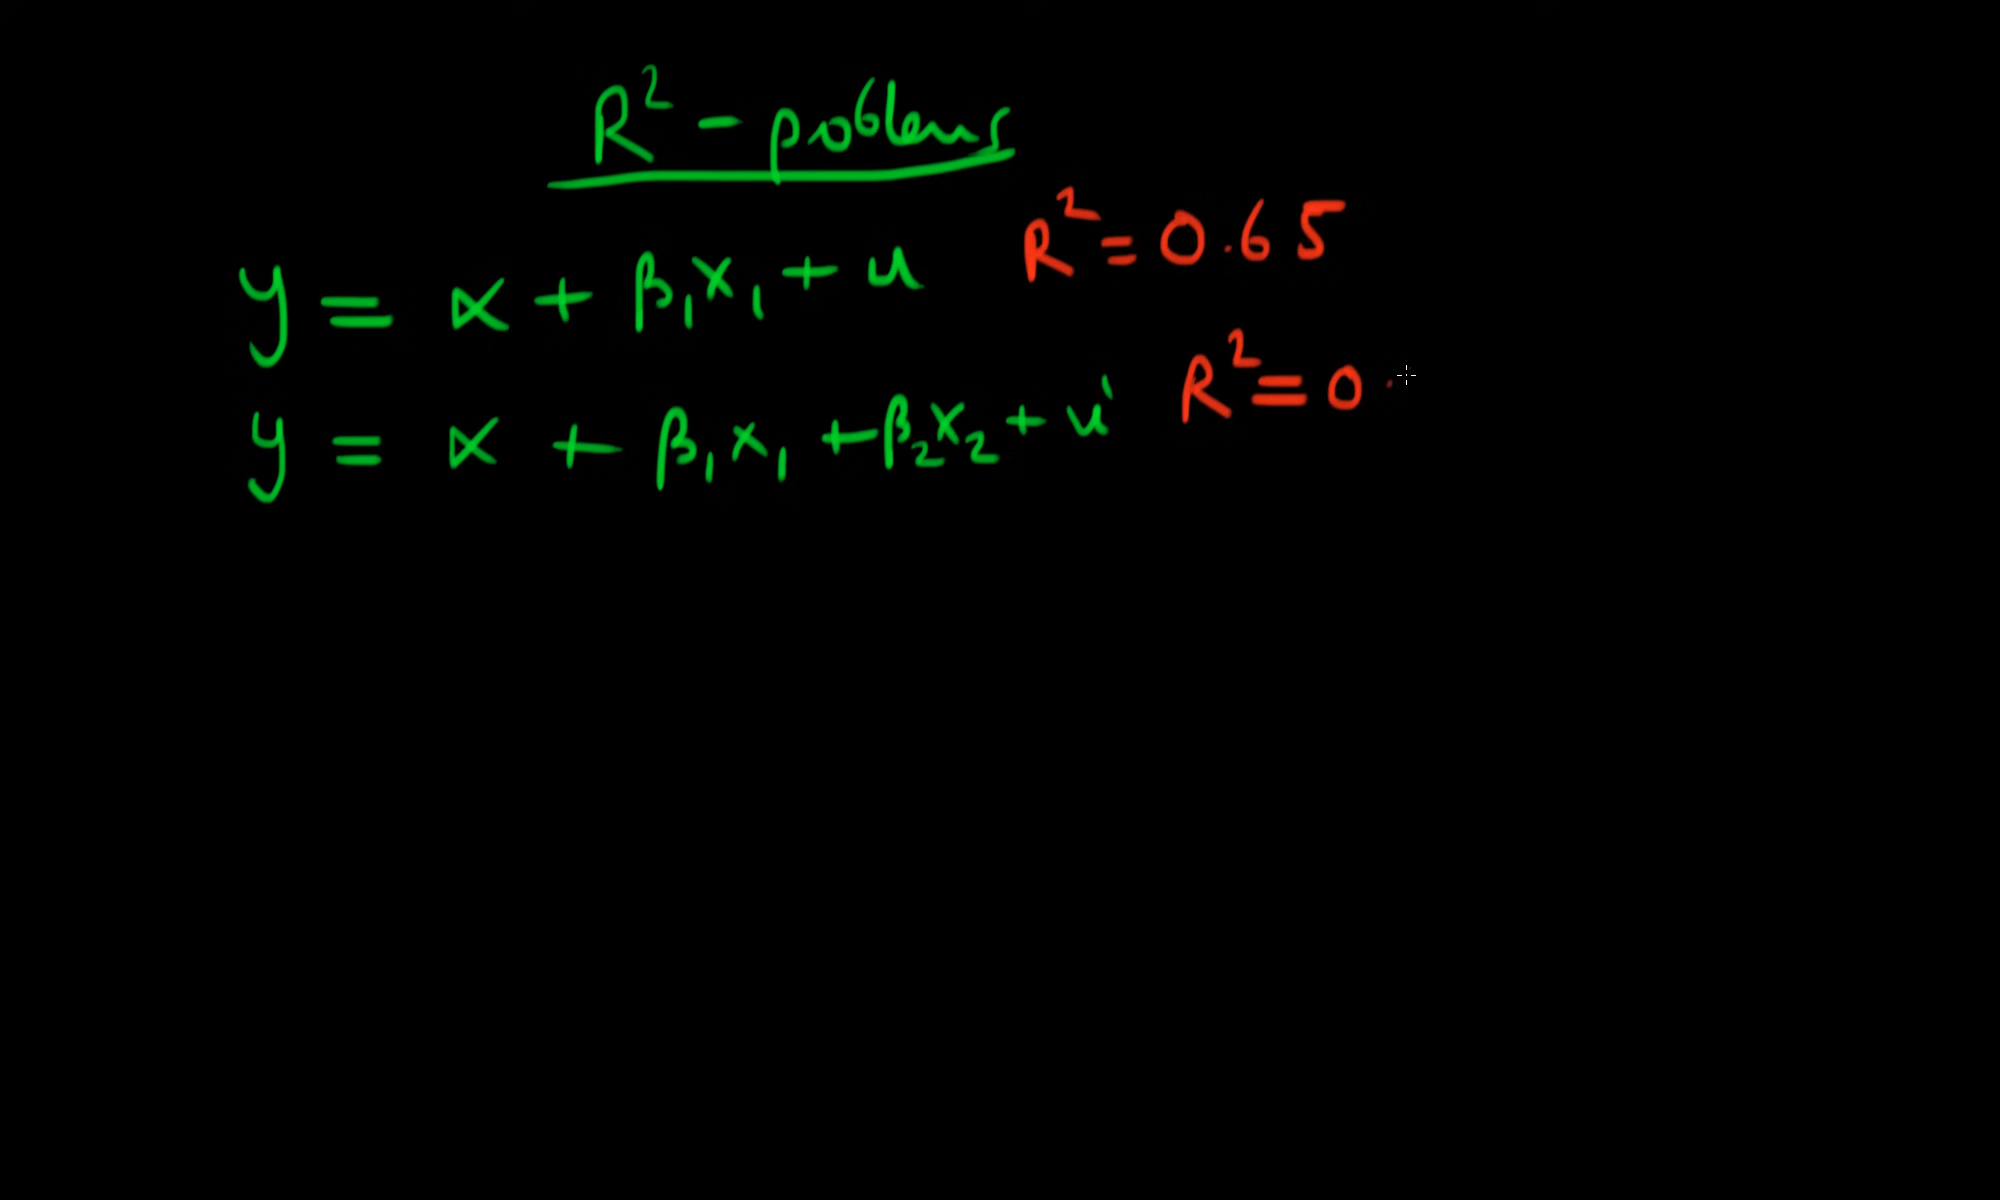 R² - problems
y = α + β₁x₁ + u R² = 0.65
y = α + β₁x₁ + β₂x₂ + u' R² = 0.